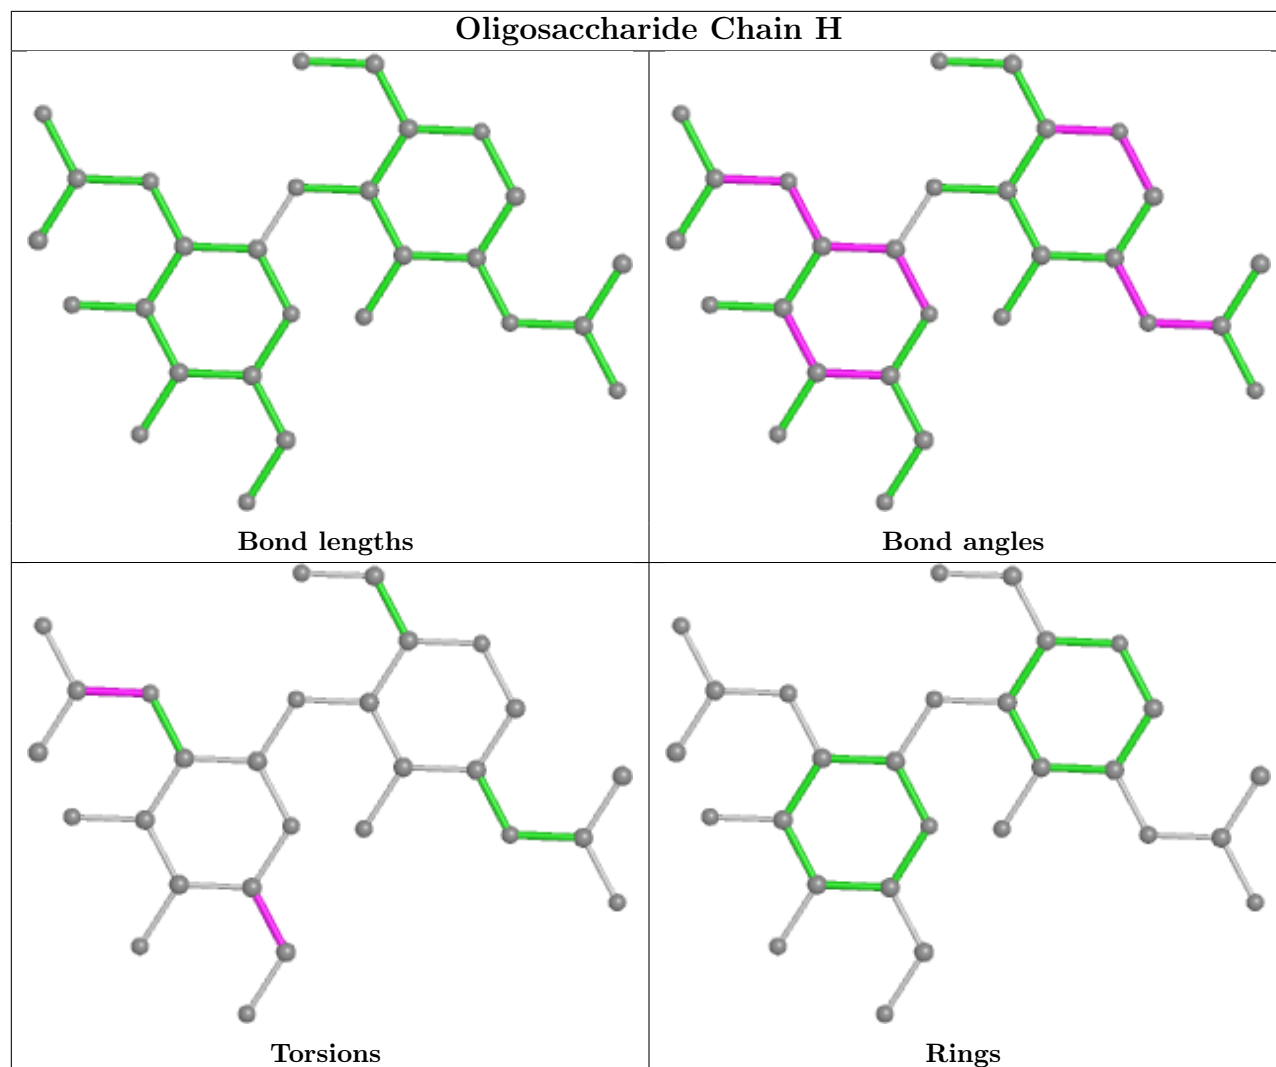 Oligosaccharide Chain H
Bond lengths
Bond angles
Torsions
Rings